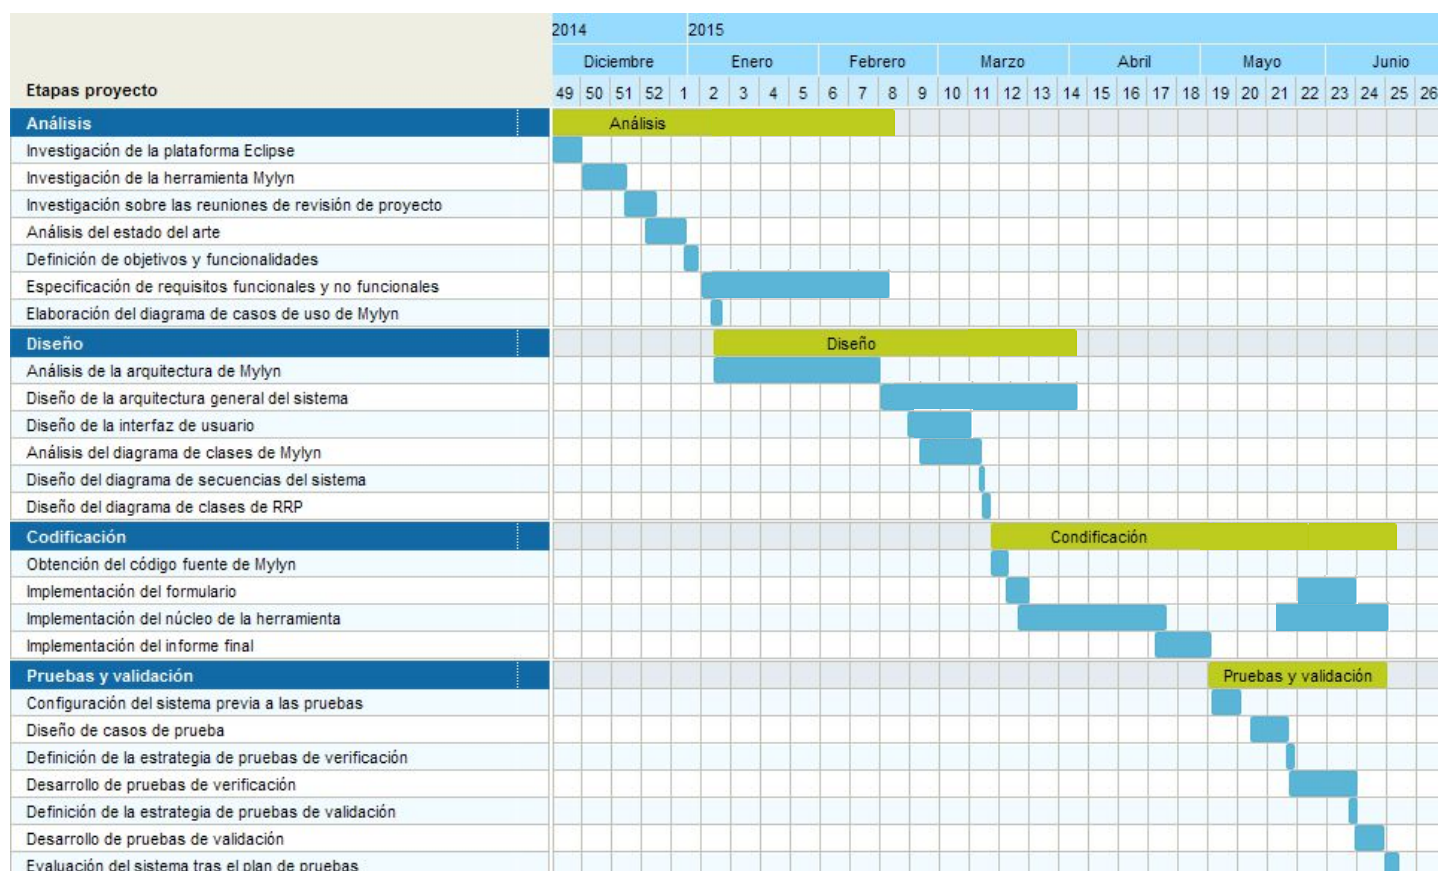 2014 2015
Diciembre Enero Febrero Marzo Abril Mayo Junio
Etapas proyecto 49 50 51 52 1 2 3 4 5 6 7 8 9 10 11 12 13 14 15 16 17 18 19 20 21 22 23 24 25 26
Análisis Análisis
Investigación de la plataforma Eclipse
Investigación de la herramienta Mylyn
Investigación sobre las reuniones de revisión de proyecto
Análisis del estado del arte
Definición de objetivos y funcionalidades
Especificación de requisitos funcionales y no funcionales
Elaboración del diagrama de casos de uso de Mylyn
Diseño Diseño
Análisis de la arquitectura de Mylyn
Diseño de la arquitectura general del sistema
Diseño de la interfaz de usuario
Análisis del diagrama de clases de Mylyn
Diseño del diagrama de secuencias del sistema
Diseño del diagrama de clases de RRP
Codificación Condificación
Obtención del código fuente de Mylyn
Implementación del formulario
Implementación del núcleo de la herramienta
Implementación del informe final
Pruebas y validación Pruebas y validación
Configuración del sistema previa a las pruebas
Diseño de casos de prueba
Definición de la estrategia de pruebas de verificación
Desarrollo de pruebas de verificación
Definición de la estrategia de pruebas de validación
Desarrollo de pruebas de validación
Evaluación del sistema tras el plan de pruebas